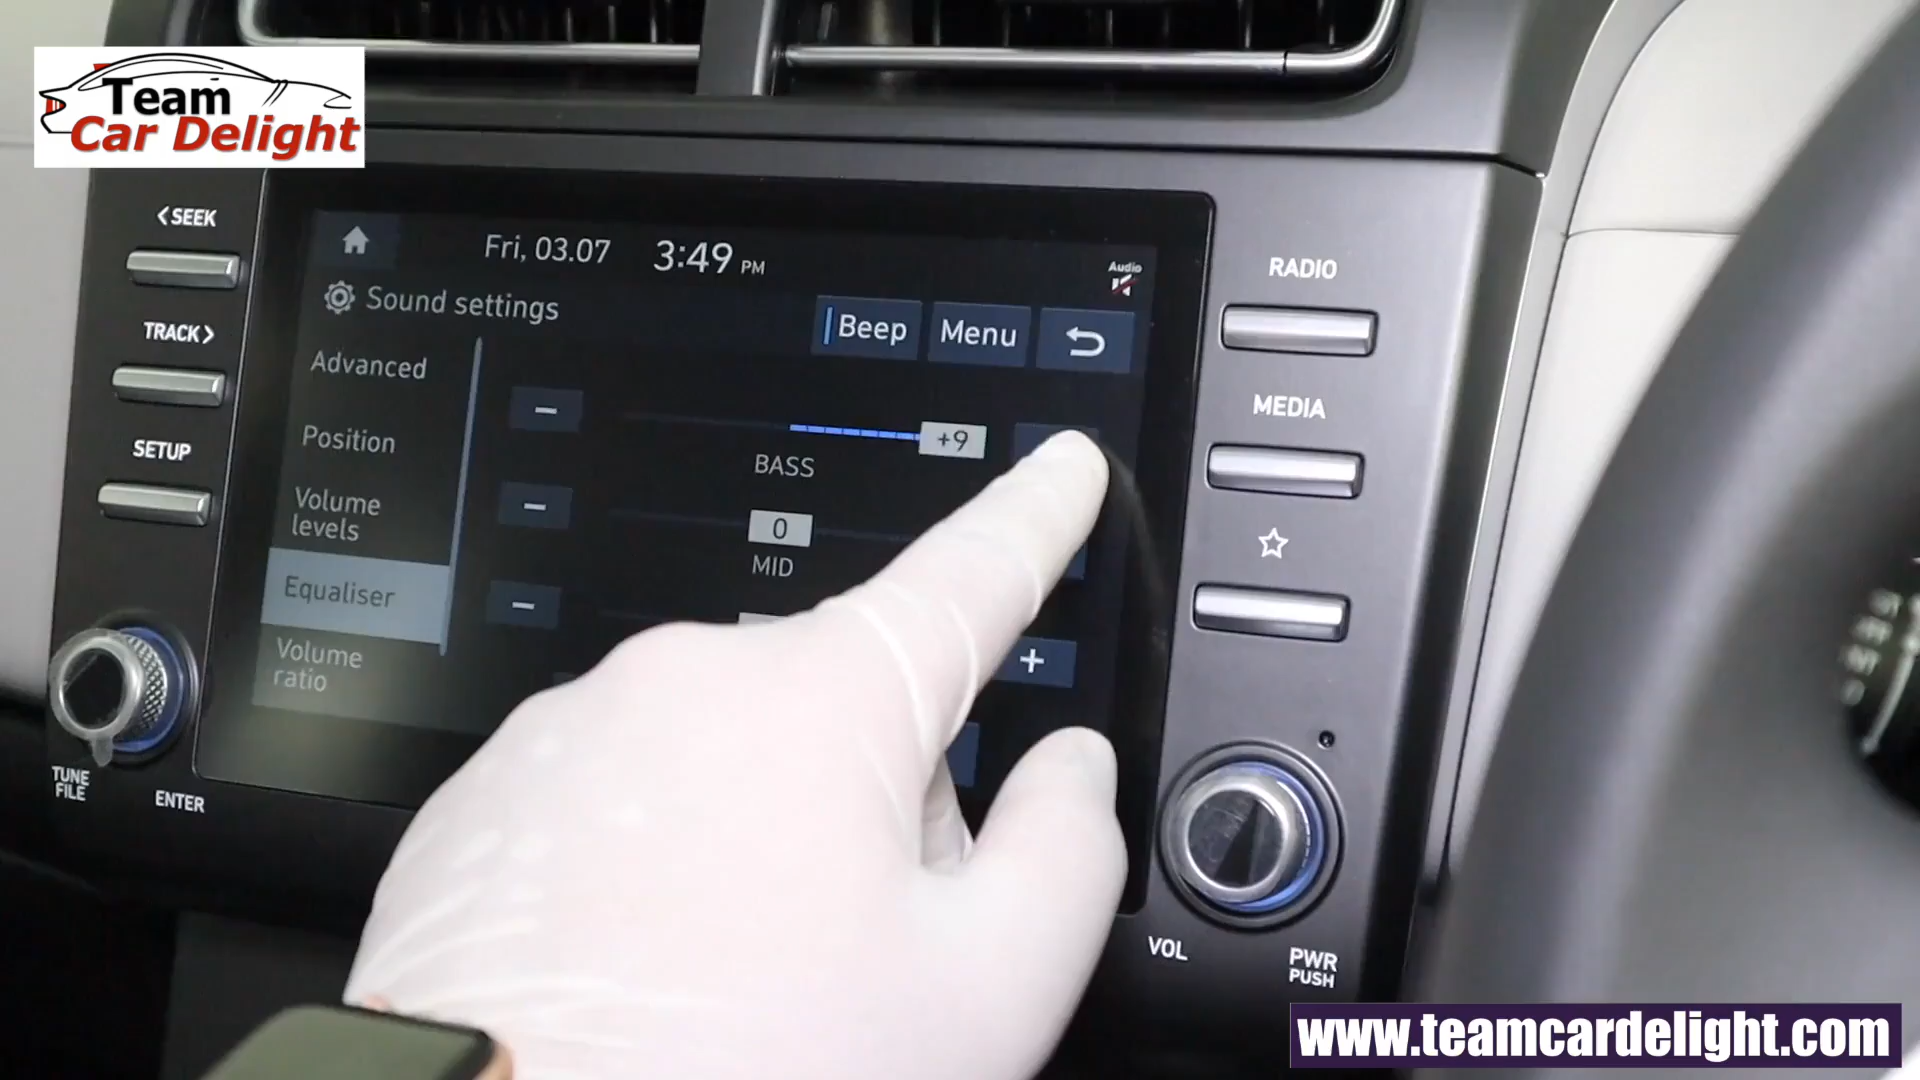 Team
Car Delight
<SEEK
TRACK>
SETUP
TUNE
FILE
ENTER
Fri, 03.07
3:49 PM
Audio
Sound settings
Beep
Menu
Advanced
Position
Volume
levels
Equaliser
Volume
ratio
−
+9
BASS
−
0
MID
−
+
RADIO
MEDIA
VOL
PWR
PUSH
www.teamcardelight.com